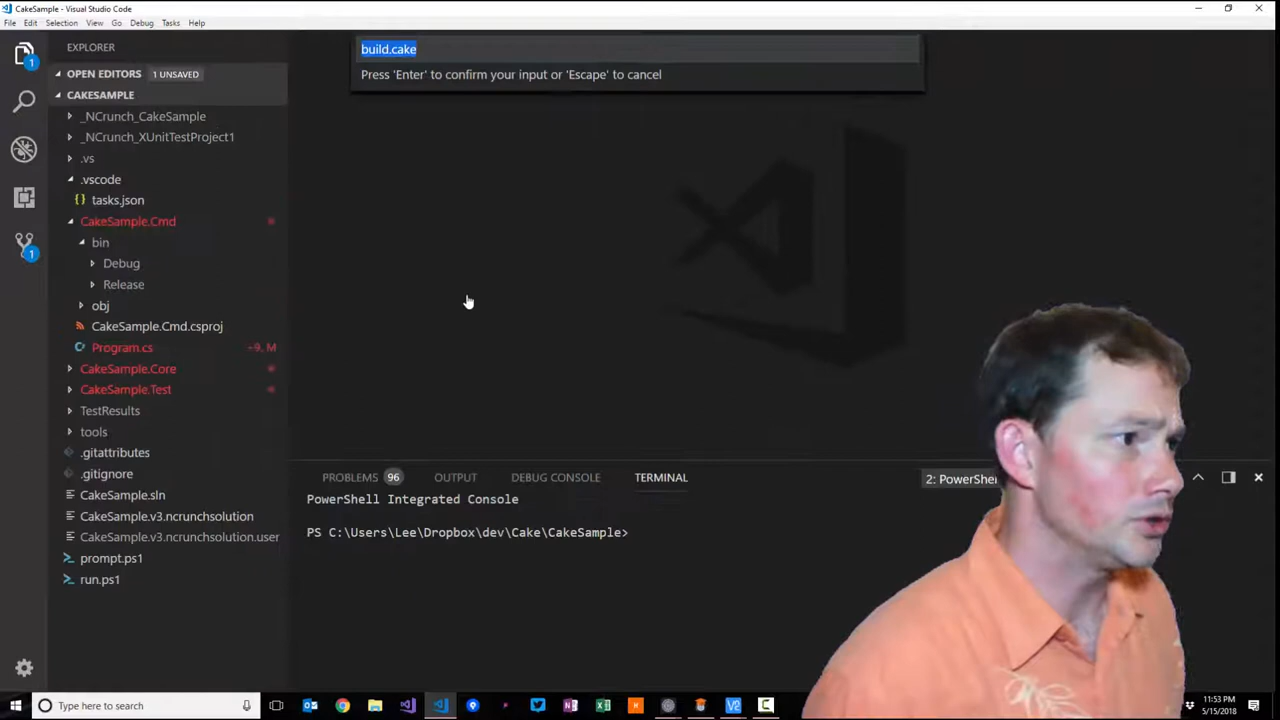 CakeSample - Visual Studio Code
File Edit Selection View Go Debug Tasks Help
EXPLORER
OPEN EDITORS 1 UNSAVED
CAKESAMPLE
_NCrunch_CakeSample
_NCrunch_XUnitTestProject1
.vs
.vscode
tasks.json
CakeSample.Cmd
bin
Debug
Release
obj
CakeSample.Cmd.csproj
Program.cs ~9, M
CakeSample.Core
CakeSample.Test
TestResults
tools
.gitattributes
.gitignore
CakeSample.sln
CakeSample.v3.ncrunchsolution
CakeSample.v3.ncrunchsolution.user
prompt.ps1
run.ps1
1
1
build.cake
Press 'Enter' to confirm your input or 'Escape' to cancel
PROBLEMS 96 OUTPUT DEBUG CONSOLE TERMINAL
2: PowerShe
PowerShell Integrated Console
PS C:\Users\Lee\Dropbox\dev\Cake\CakeSample>
Type here to search
11:53 PM
5/15/2018